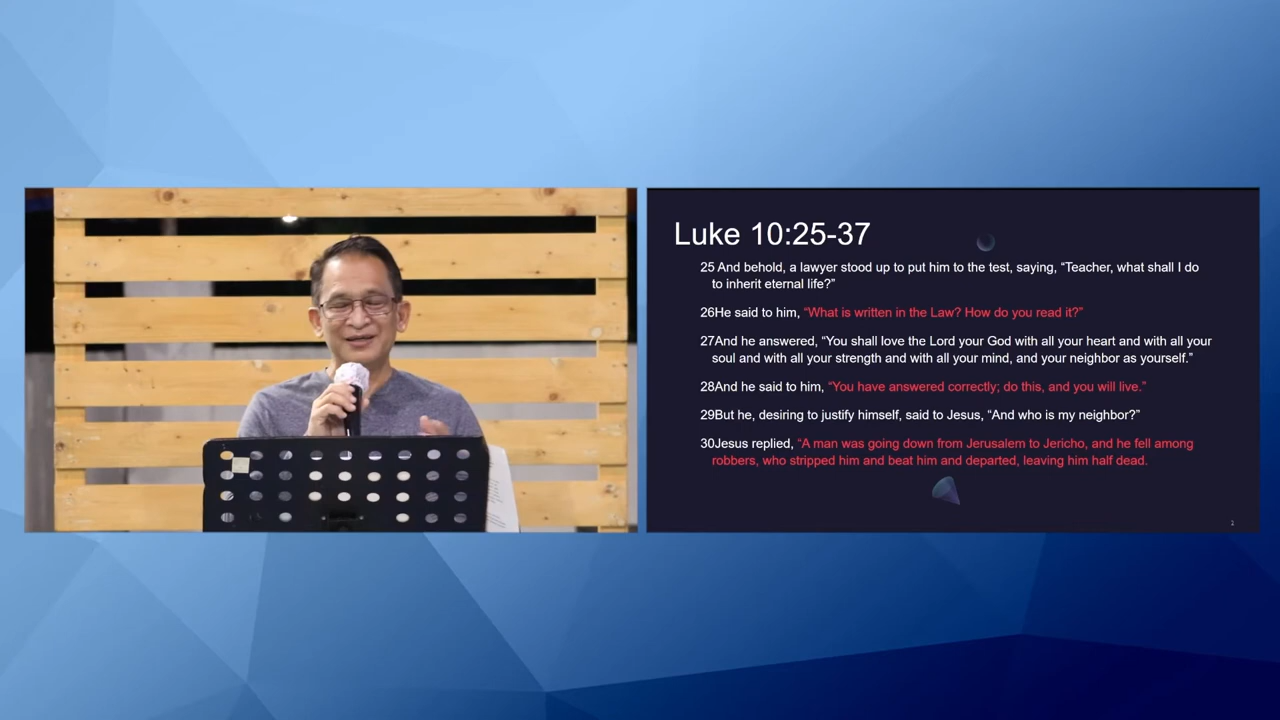 Luke 10:25-37
25 And behold, a lawyer stood up to put him to the test, saying, “Teacher, what shall I do
to inherit eternal life?”
26He said to him, “What is written in the Law? How do you read it?”
27And he answered, “You shall love the Lord your God with all your heart and with all your
soul and with all your strength and with all your mind, and your neighbor as yourself.”
28And he said to him, “You have answered correctly; do this, and you will live.”
29But he, desiring to justify himself, said to Jesus, “And who is my neighbor?”
30Jesus replied, “A man was going down from Jerusalem to Jericho, and he fell among
robbers, who stripped him and beat him and departed, leaving him half dead.